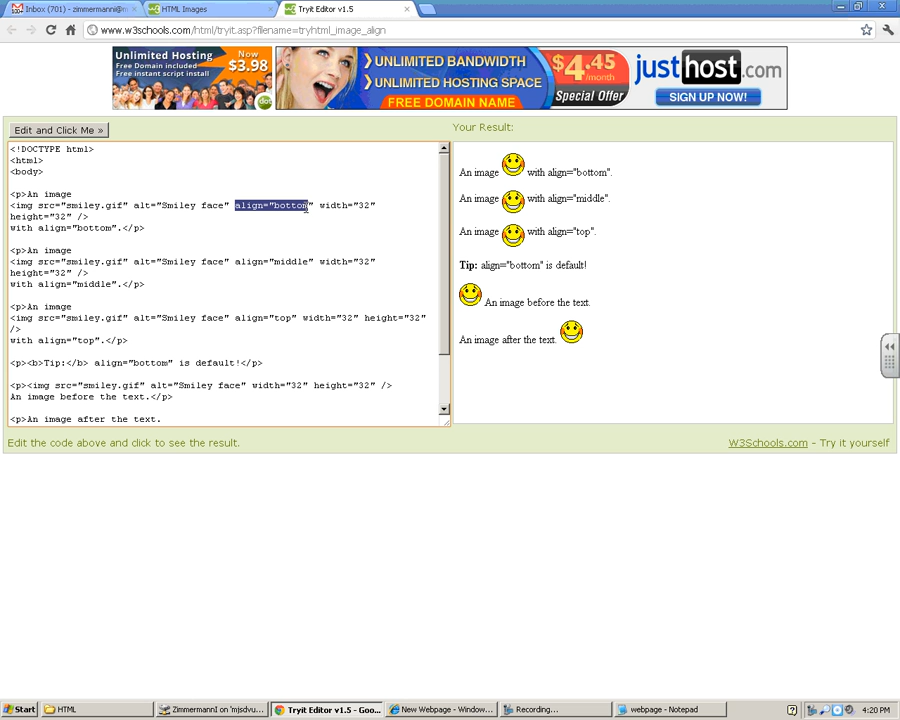 Inbox (701) - zimmermannl@m
HTML Images
Tryit Editor v1.5
www.w3schools.com/html/tryit.asp?filename=tryhtml_image_align
Unlimited Hosting
Free Domain included
Free instant script install
Now
$3.98
dot
UNLIMITED BANDWIDTH
UNLIMITED HOSTING SPACE
FREE DOMAIN NAME
$4.45
/month
Special Offer
justhost.com
SIGN UP NOW!
Edit and Click Me »
Your Result:
<!DOCTYPE html>
<html>
<body>
<p>An image
<img src="smiley.gif" alt="Smiley face" align="bottom" width="32"
height="32" />
with align="bottom".</p>
<p>An image
<img src="smiley.gif" alt="Smiley face" align="middle" width="32"
height="32" />
with align="middle".</p>
<p>An image
<img src="smiley.gif" alt="Smiley face" align="top" width="32" height="32"
/>
with align="top".</p>
<p><b>Tip:</b> align="bottom" is default!</p>
<p><img src="smiley.gif" alt="Smiley face" width="32" height="32" />
An image before the text.</p>
<p>An image after the text.
An image with align="bottom".
An image with align="middle".
An image with align="top".
Tip: align="bottom" is default!
An image before the text.
An image after the text.
Edit the code above and click to see the result.
W3Schools.com - Try it yourself
Start
HTML
Zimmermannl on 'mjsdvu...
Tryit Editor v1.5 - Goo...
New Webpage - Window...
Recording...
webpage - Notepad
4:20 PM